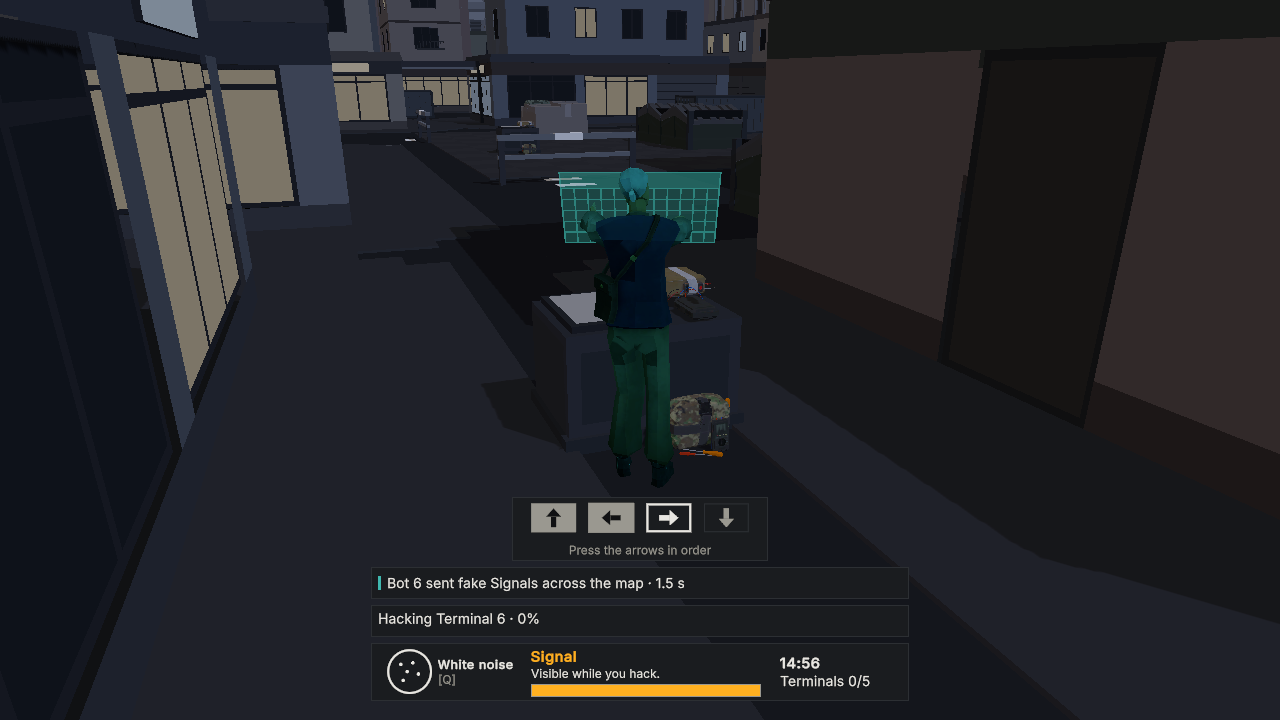 Press the arrows in order
Bot 6 sent fake Signals across the map · 1.5 s
Hacking Terminal 6 · 0%
White noise
[Q]
Signal
Visible while you hack.
14:56
Terminals 0/5